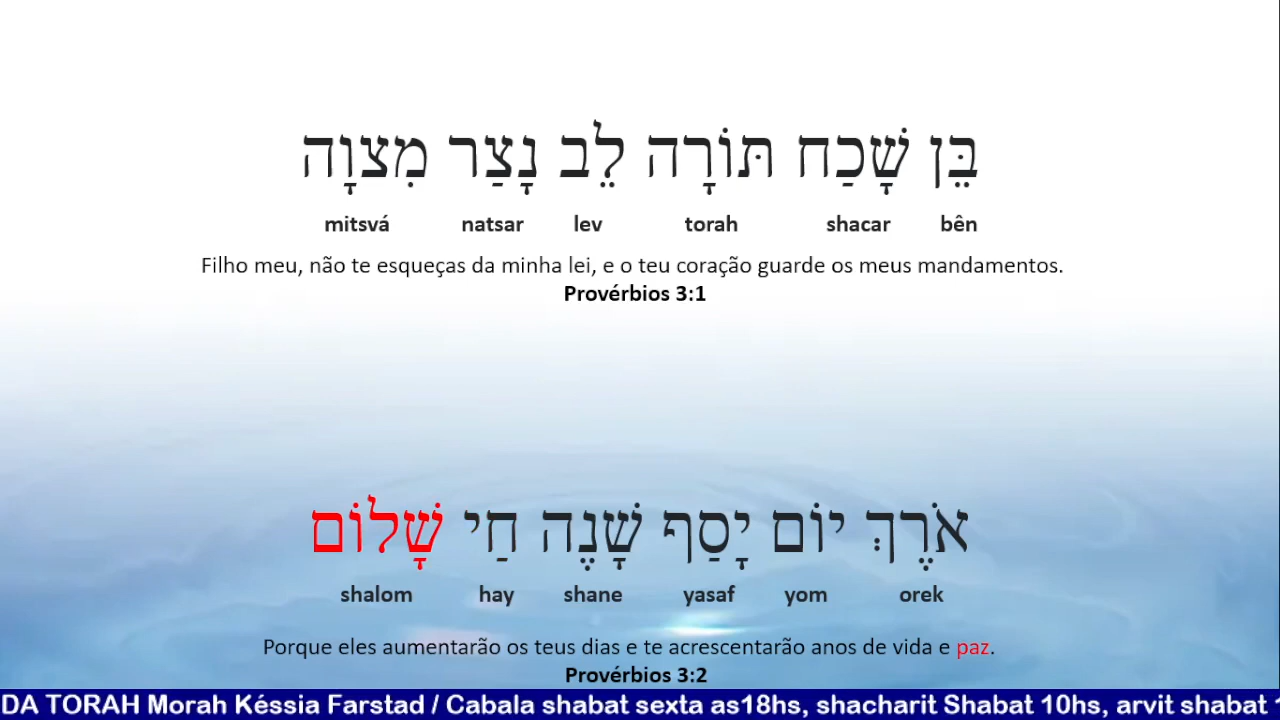 בֵּן שָׁכַח תּוֹרָה לֵב נָצַר מִצוָה
mitsvá natsar lev torah shacar bên
Filho meu, não te esqueças da minha lei, e o teu coração guarde os meus mandamentos.
Provérbios 3:1
אֹרֶךְ יוֹם יָסַף שָׁנֶה חַי שָׁלוֹם
shalom hay shane yasaf yom orek
Porque eles aumentarão os teus dias e te acrescentarão anos de vida e paz.
Provérbios 3:2
DA TORAH Morah Késsia Farstad / Cabala shabat sexta as18hs, shacharit Shabat 10hs, arvit shabat